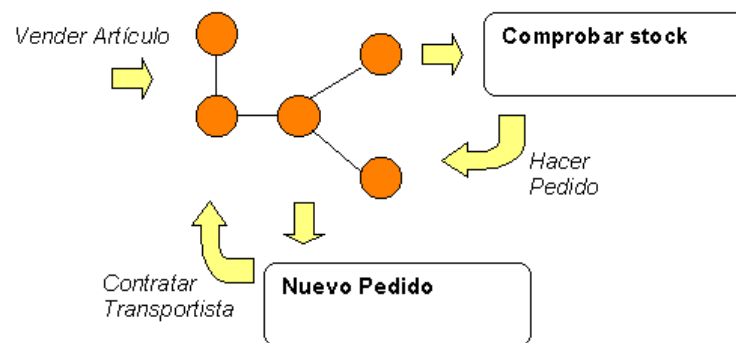 Vender Artículo
Comprobar stock
Hacer
Pedido
Contratar
Transportista
Nuevo Pedido